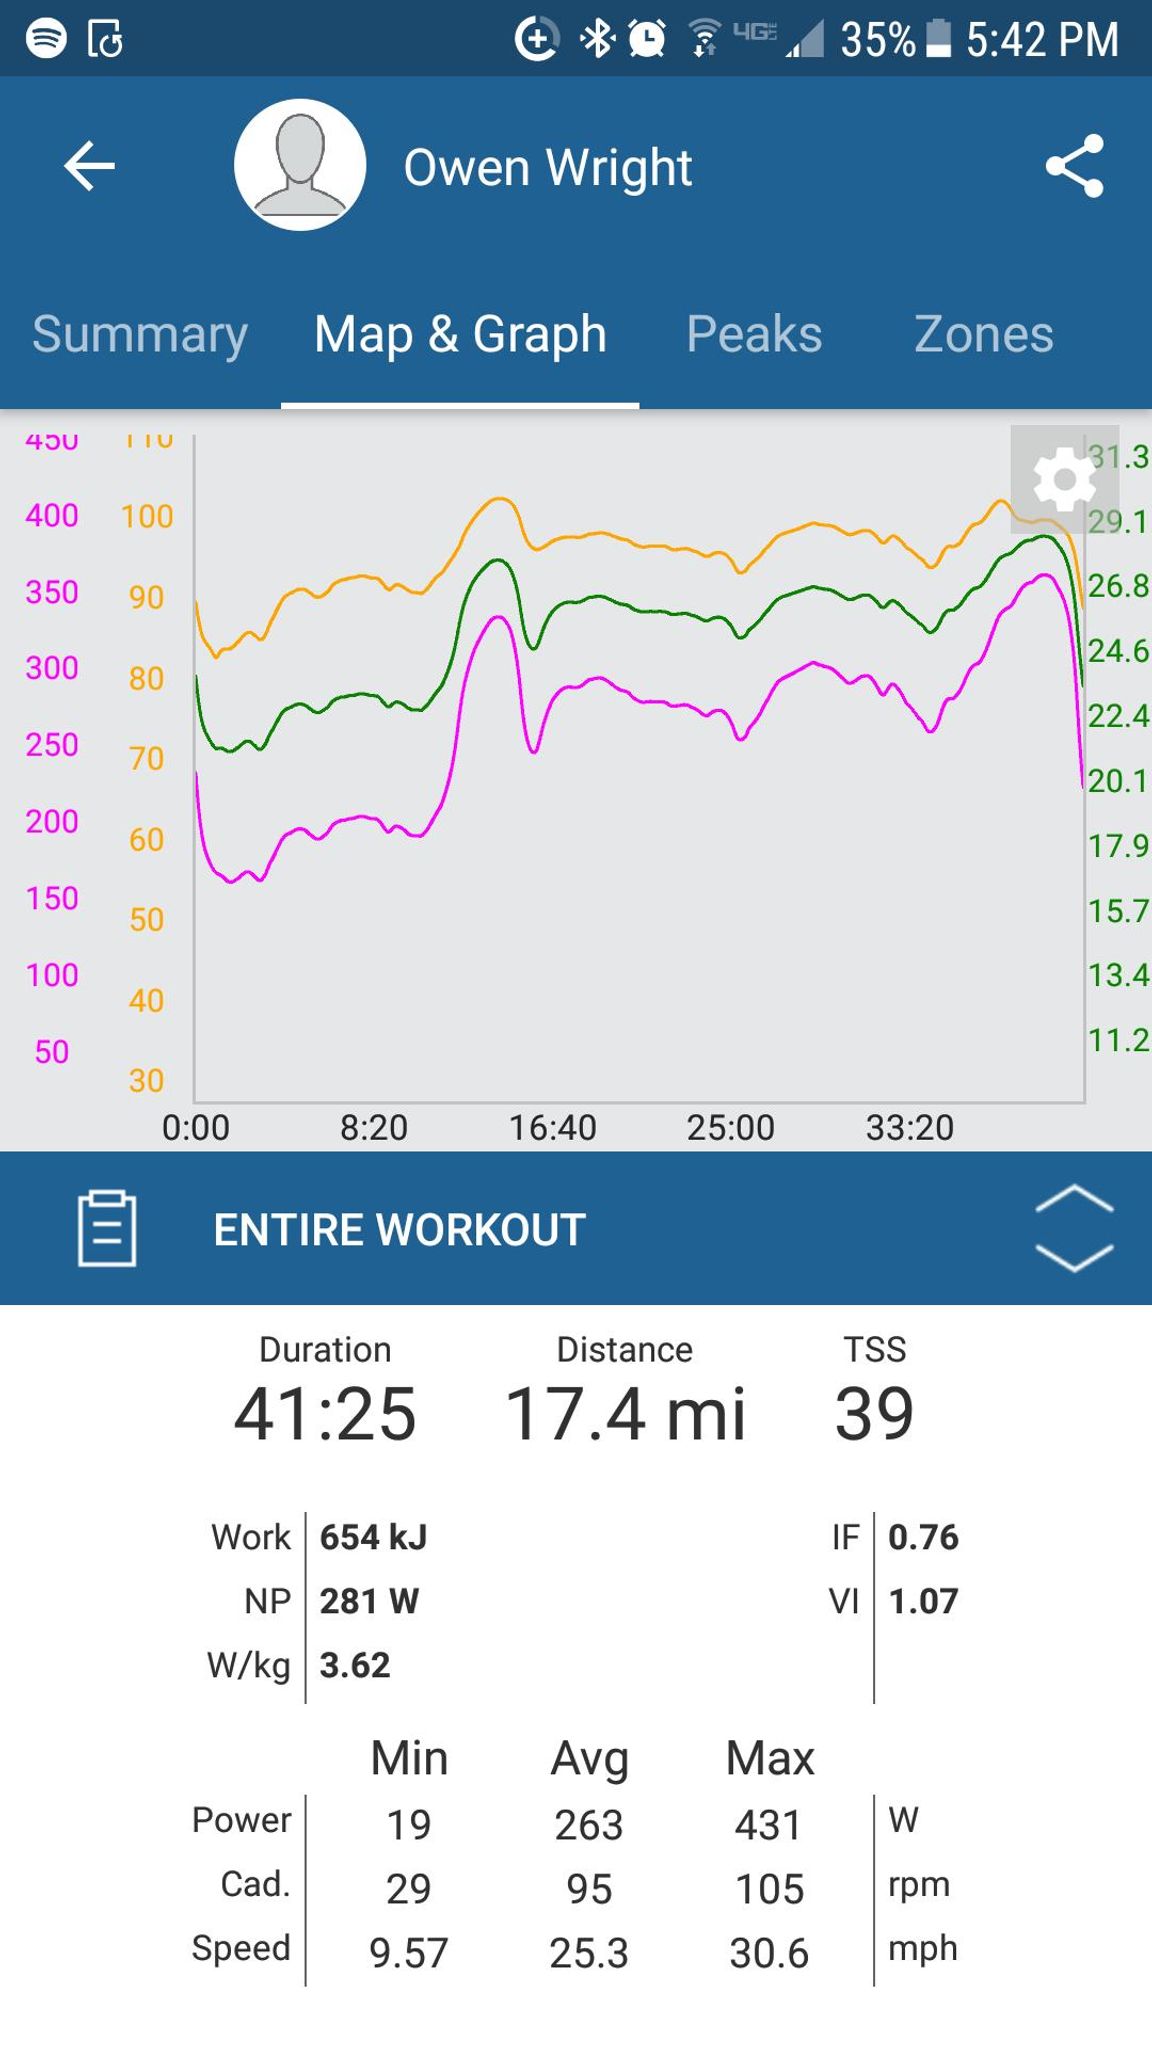 4GE 35% 5:42 PM
Owen Wright
Summary Map & Graph Peaks Zones
450 110 31.3
400 100 29.1
350 90 26.8
300 80 24.6
250 70 22.4
200 60 20.1
150 50 17.9
100 40 15.7
50 30 13.4
11.2
0:00 8:20 16:40 25:00 33:20
ENTIRE WORKOUT
Duration Distance TSS
41:25 17.4 mi 39
Work 654 kJ IF 0.76
NP 281 W VI 1.07
W/kg 3.62
Min Avg Max
Power 19 263 431 W
Cad. 29 95 105 rpm
Speed 9.57 25.3 30.6 mph